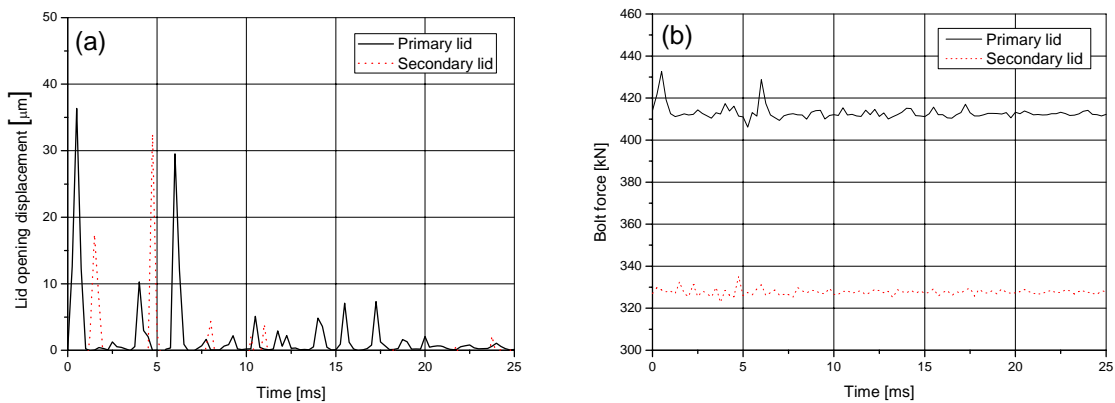 (a)
Primary lid
Secondary lid
Lid opening displacement [μm]
50
40
30
20
10
0
0 5 10 15 20 25
Time [ms]
(b)
Primary lid
Secondary lid
Bolt force [kN]
460
440
420
400
380
360
340
320
300
0 5 10 15 20 25
Time [ms]